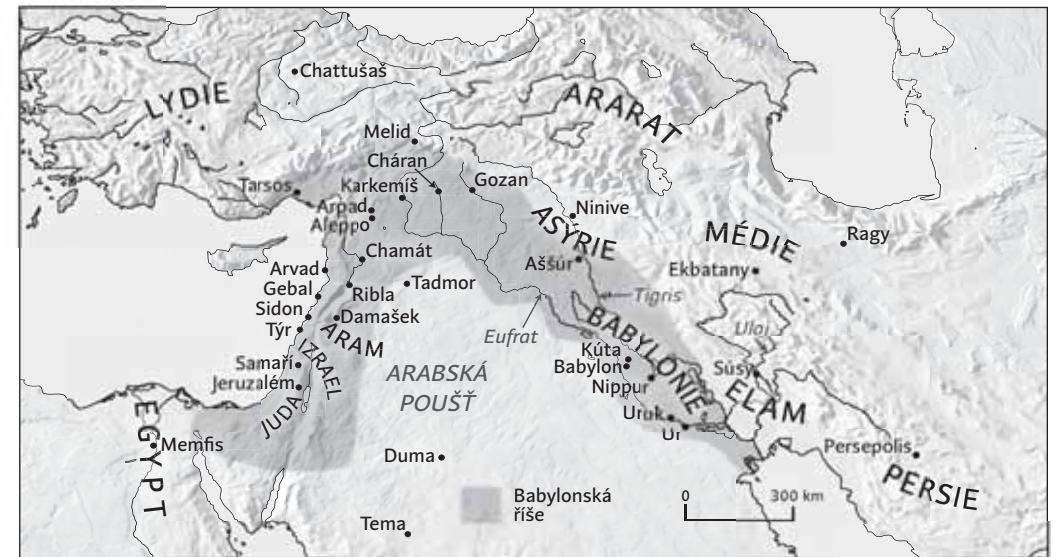 Chattušaš
LYDIE
ARARAT
Melid
Cháran
Tarsos
Karkemíš
Gozan
Arpad
Aleppo
Ninive
ASÝRIE
MÉDIE
Ragy
Chamát
Aššúr
Ekbatany
Arvad
Gebal
Ribla
Tadmor
Tigris
Sidon
Damašek
Týr
ARAM
Eufrat
BABYLONIE
Ulaj
IZRAEL
Kúta
Babylon
Samaří
Jeruzalém
ARABSKÁ
POUŠŤ
Nippur
Súsy
ELAM
JUDA
Uruk
Ur
EGYPT
Memfis
Duma
Persepolis
PERSIE
Babylonská
říše
0 300 km
Tema